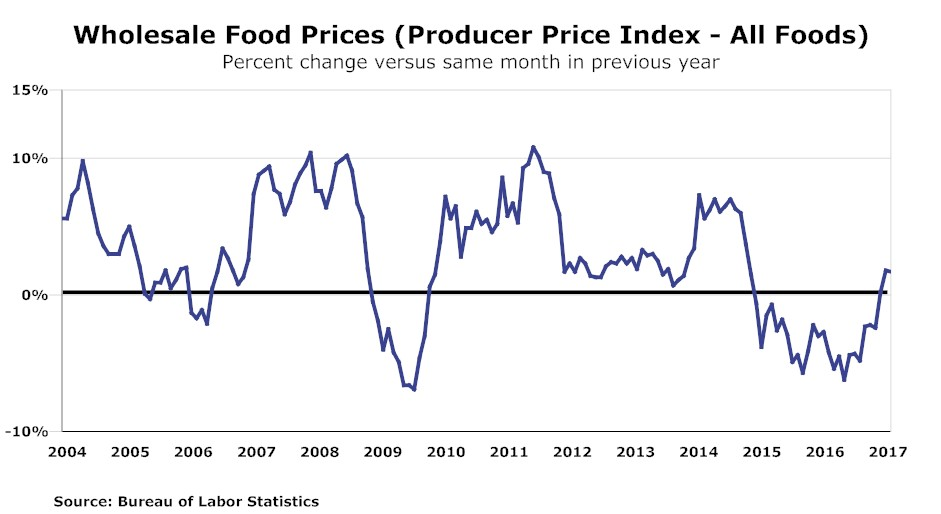 Wholesale Food Prices (Producer Price Index - All Foods)
Percent change versus same month in previous year
15%
10%
0%
-10%
2004 2005 2006 2007 2008 2009 2010 2011 2012 2013 2014 2015 2016 2017
Source: Bureau of Labor Statistics